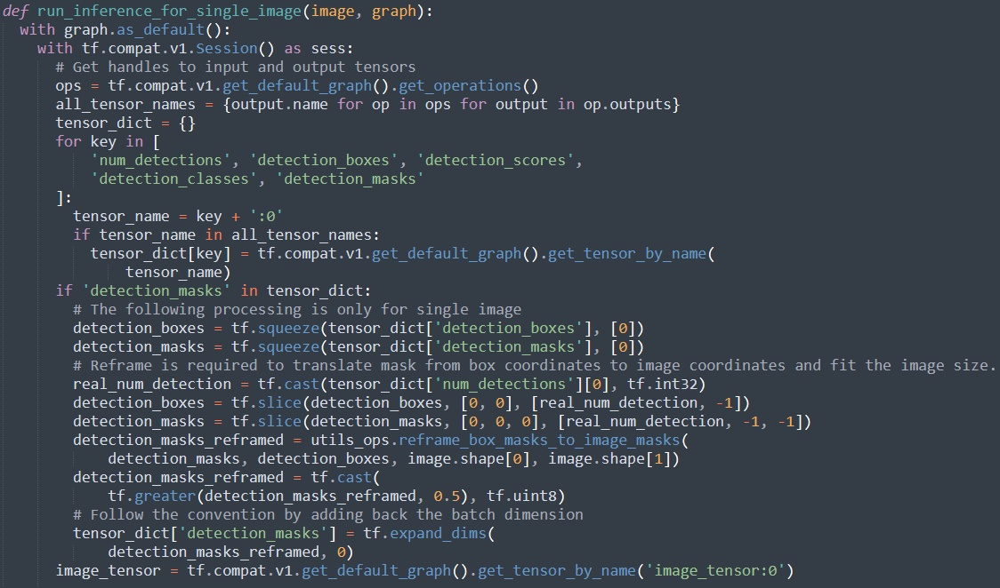 def run_inference_for_single_image(image, graph):
  with graph.as_default():
    with tf.compat.v1.Session() as sess:
      # Get handles to input and output tensors
      ops = tf.compat.v1.get_default_graph().get_operations()
      all_tensor_names = {output.name for op in ops for output in op.outputs}
      tensor_dict = {}
      for key in [
          'num_detections', 'detection_boxes', 'detection_scores',
          'detection_classes', 'detection_masks'
      ]:
        tensor_name = key + ':0'
        if tensor_name in all_tensor_names:
          tensor_dict[key] = tf.compat.v1.get_default_graph().get_tensor_by_name(
              tensor_name)
      if 'detection_masks' in tensor_dict:
        # The following processing is only for single image
        detection_boxes = tf.squeeze(tensor_dict['detection_boxes'], [0])
        detection_masks = tf.squeeze(tensor_dict['detection_masks'], [0])
        # Reframe is required to translate mask from box coordinates to image coordinates and fit the image size.
        real_num_detection = tf.cast(tensor_dict['num_detections'][0], tf.int32)
        detection_boxes = tf.slice(detection_boxes, [0, 0], [real_num_detection, -1])
        detection_masks = tf.slice(detection_masks, [0, 0, 0], [real_num_detection, -1, -1])
        detection_masks_reframed = utils_ops.reframe_box_masks_to_image_masks(
            detection_masks, detection_boxes, image.shape[0], image.shape[1])
        detection_masks_reframed = tf.cast(
            tf.greater(detection_masks_reframed, 0.5), tf.uint8)
        # Follow the convention by adding back the batch dimension
        tensor_dict['detection_masks'] = tf.expand_dims(
            detection_masks_reframed, 0)
      image_tensor = tf.compat.v1.get_default_graph().get_tensor_by_name('image_tensor:0')